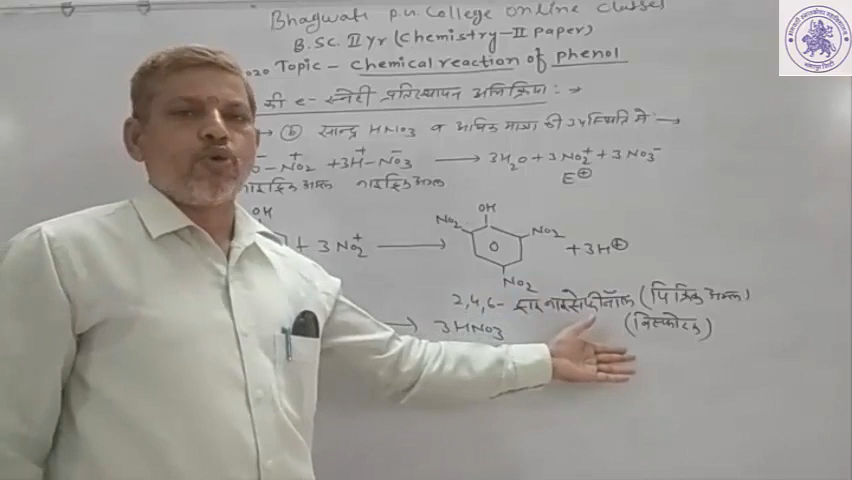 Bhagwati P.G. College Online Classes
B.Sc. II Yr (Chemistry-II Paper)
2020 Topic - Chemical reaction of phenol
की e- स्नेही प्रतिस्थापन अभिक्रिया : →
→ (b) सान्द्र HNO3 व अधिक मात्रा की उपस्थिति में →
O⁻–NO2⁺ + 3H⁺–NO3⁻ → 3H2O + 3NO2⁺ + 3NO3⁻
नाइट्रिक अम्ल नाइट्रिक अम्ल E⊕
OH
+ 3NO2⁺ →
OH
NO2 NO2
O
NO2
+ 3H⊕
2,4,6- ट्राइनाइट्रोफीनॉल (पिक्रिक अम्ल)
→ 3HNO3
(विस्फोटक)